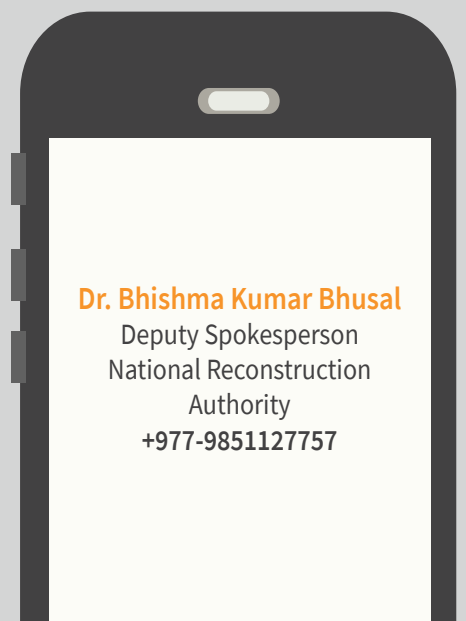 Dr. Bhishma Kumar Bhusal
Deputy Spokesperson
National Reconstruction
Authority
+977-9851127757